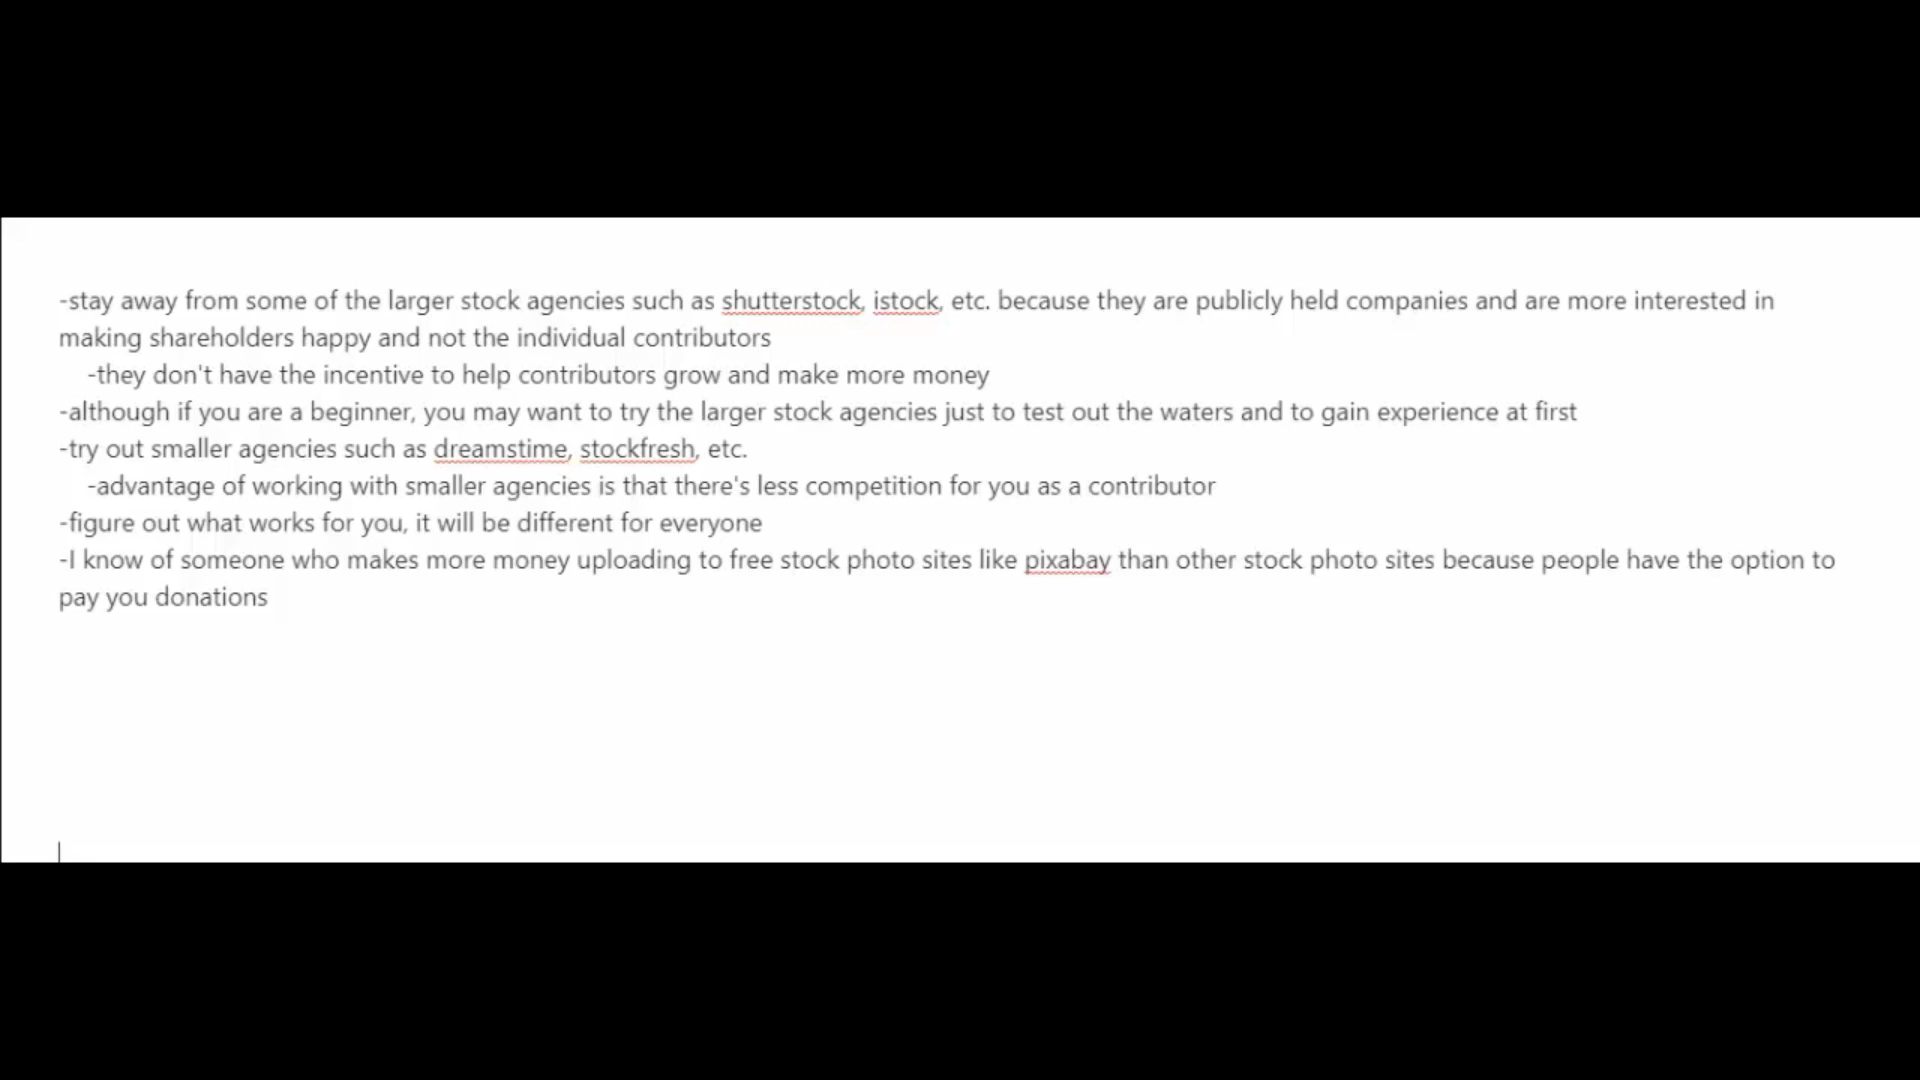 -stay away from some of the larger stock agencies such as shutterstock, istock, etc. because they are publicly held companies and are more interested in
making shareholders happy and not the individual contributors
-they don't have the incentive to help contributors grow and make more money
-although if you are a beginner, you may want to try the larger stock agencies just to test out the waters and to gain experience at first
-try out smaller agencies such as dreamstime, stockfresh, etc.
-advantage of working with smaller agencies is that there's less competition for you as a contributor
-figure out what works for you, it will be different for everyone
-I know of someone who makes more money uploading to free stock photo sites like pixabay than other stock photo sites because people have the option to
pay you donations